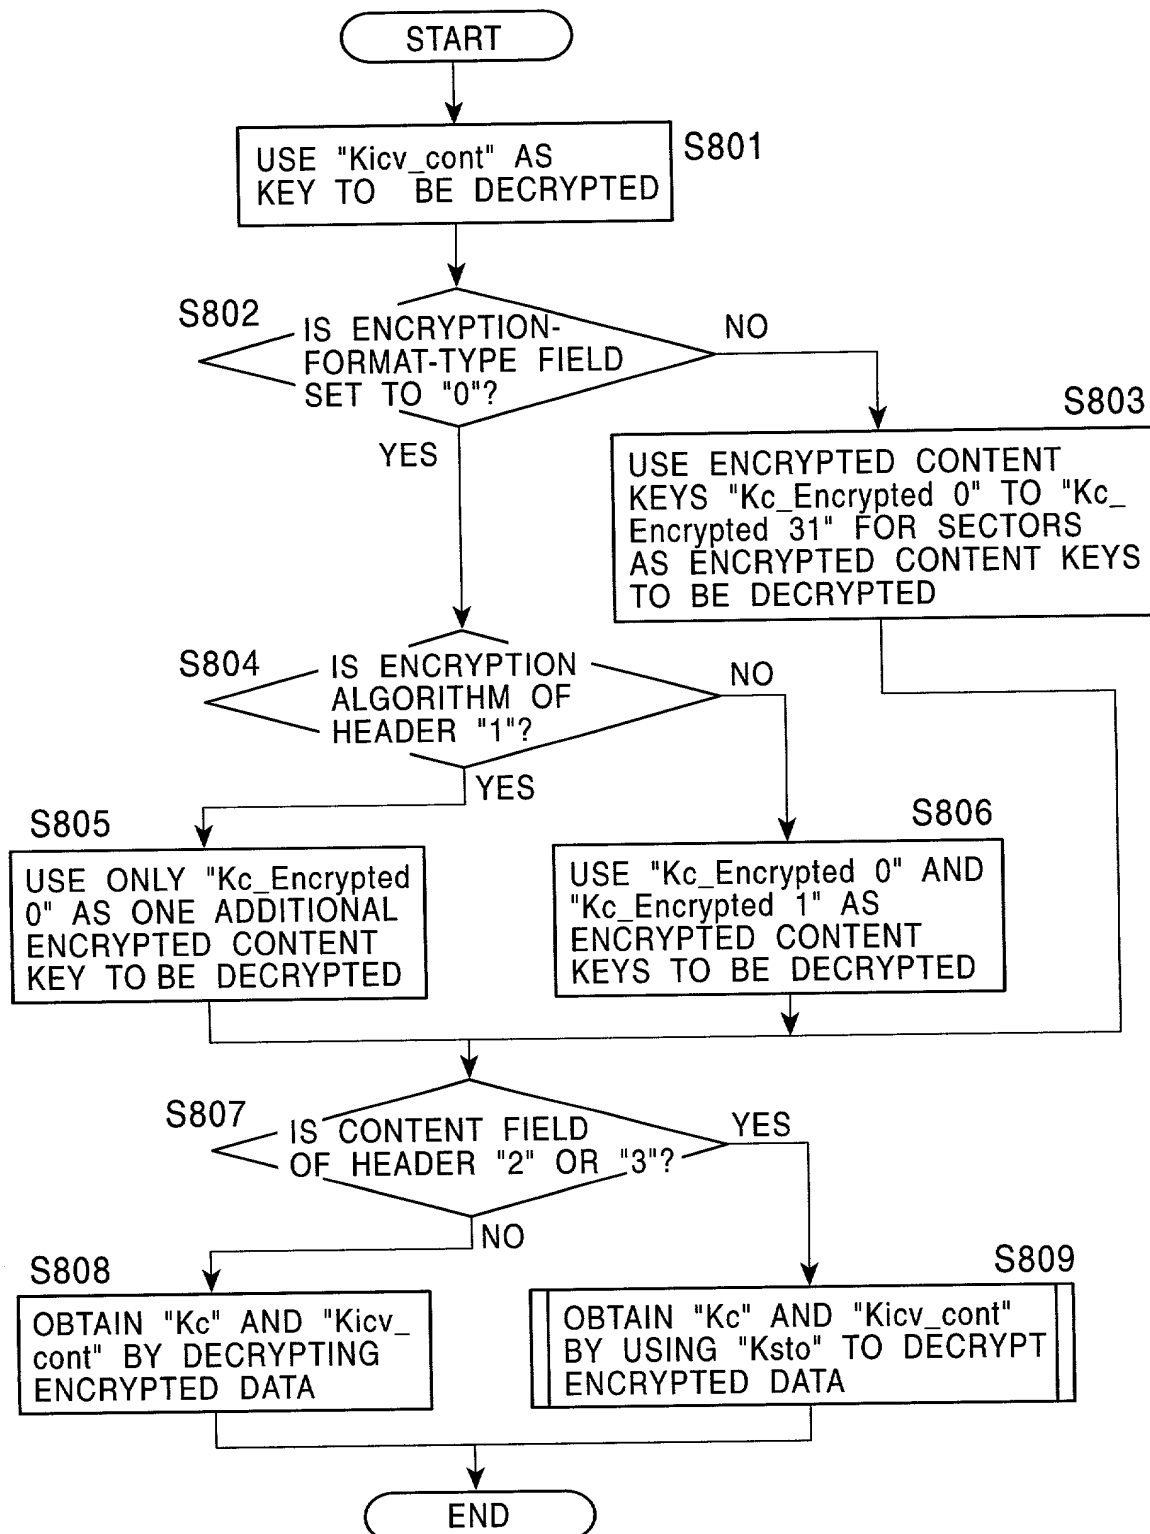 START
S801
USE "Kicv_cont" AS
KEY TO BE DECRYPTED
S802
IS ENCRYPTION-
FORMAT-TYPE FIELD
SET TO "0"?
NO
YES
S803
USE ENCRYPTED CONTENT
KEYS "Kc_Encrypted 0" TO "Kc_
Encrypted 31" FOR SECTORS
AS ENCRYPTED CONTENT KEYS
TO BE DECRYPTED
S804
IS ENCRYPTION
ALGORITHM OF
HEADER "1"?
NO
YES
S805
USE ONLY "Kc_Encrypted
0" AS ONE ADDITIONAL
ENCRYPTED CONTENT
KEY TO BE DECRYPTED
S806
USE "Kc_Encrypted 0" AND
"Kc_Encrypted 1" AS
ENCRYPTED CONTENT
KEYS TO BE DECRYPTED
S807
IS CONTENT FIELD
OF HEADER "2" OR "3"?
YES
NO
S808
OBTAIN "Kc" AND "Kicv_
cont" BY DECRYPTING
ENCRYPTED DATA
S809
OBTAIN "Kc" AND "Kicv_cont"
BY USING "Ksto" TO DECRYPT
ENCRYPTED DATA
END